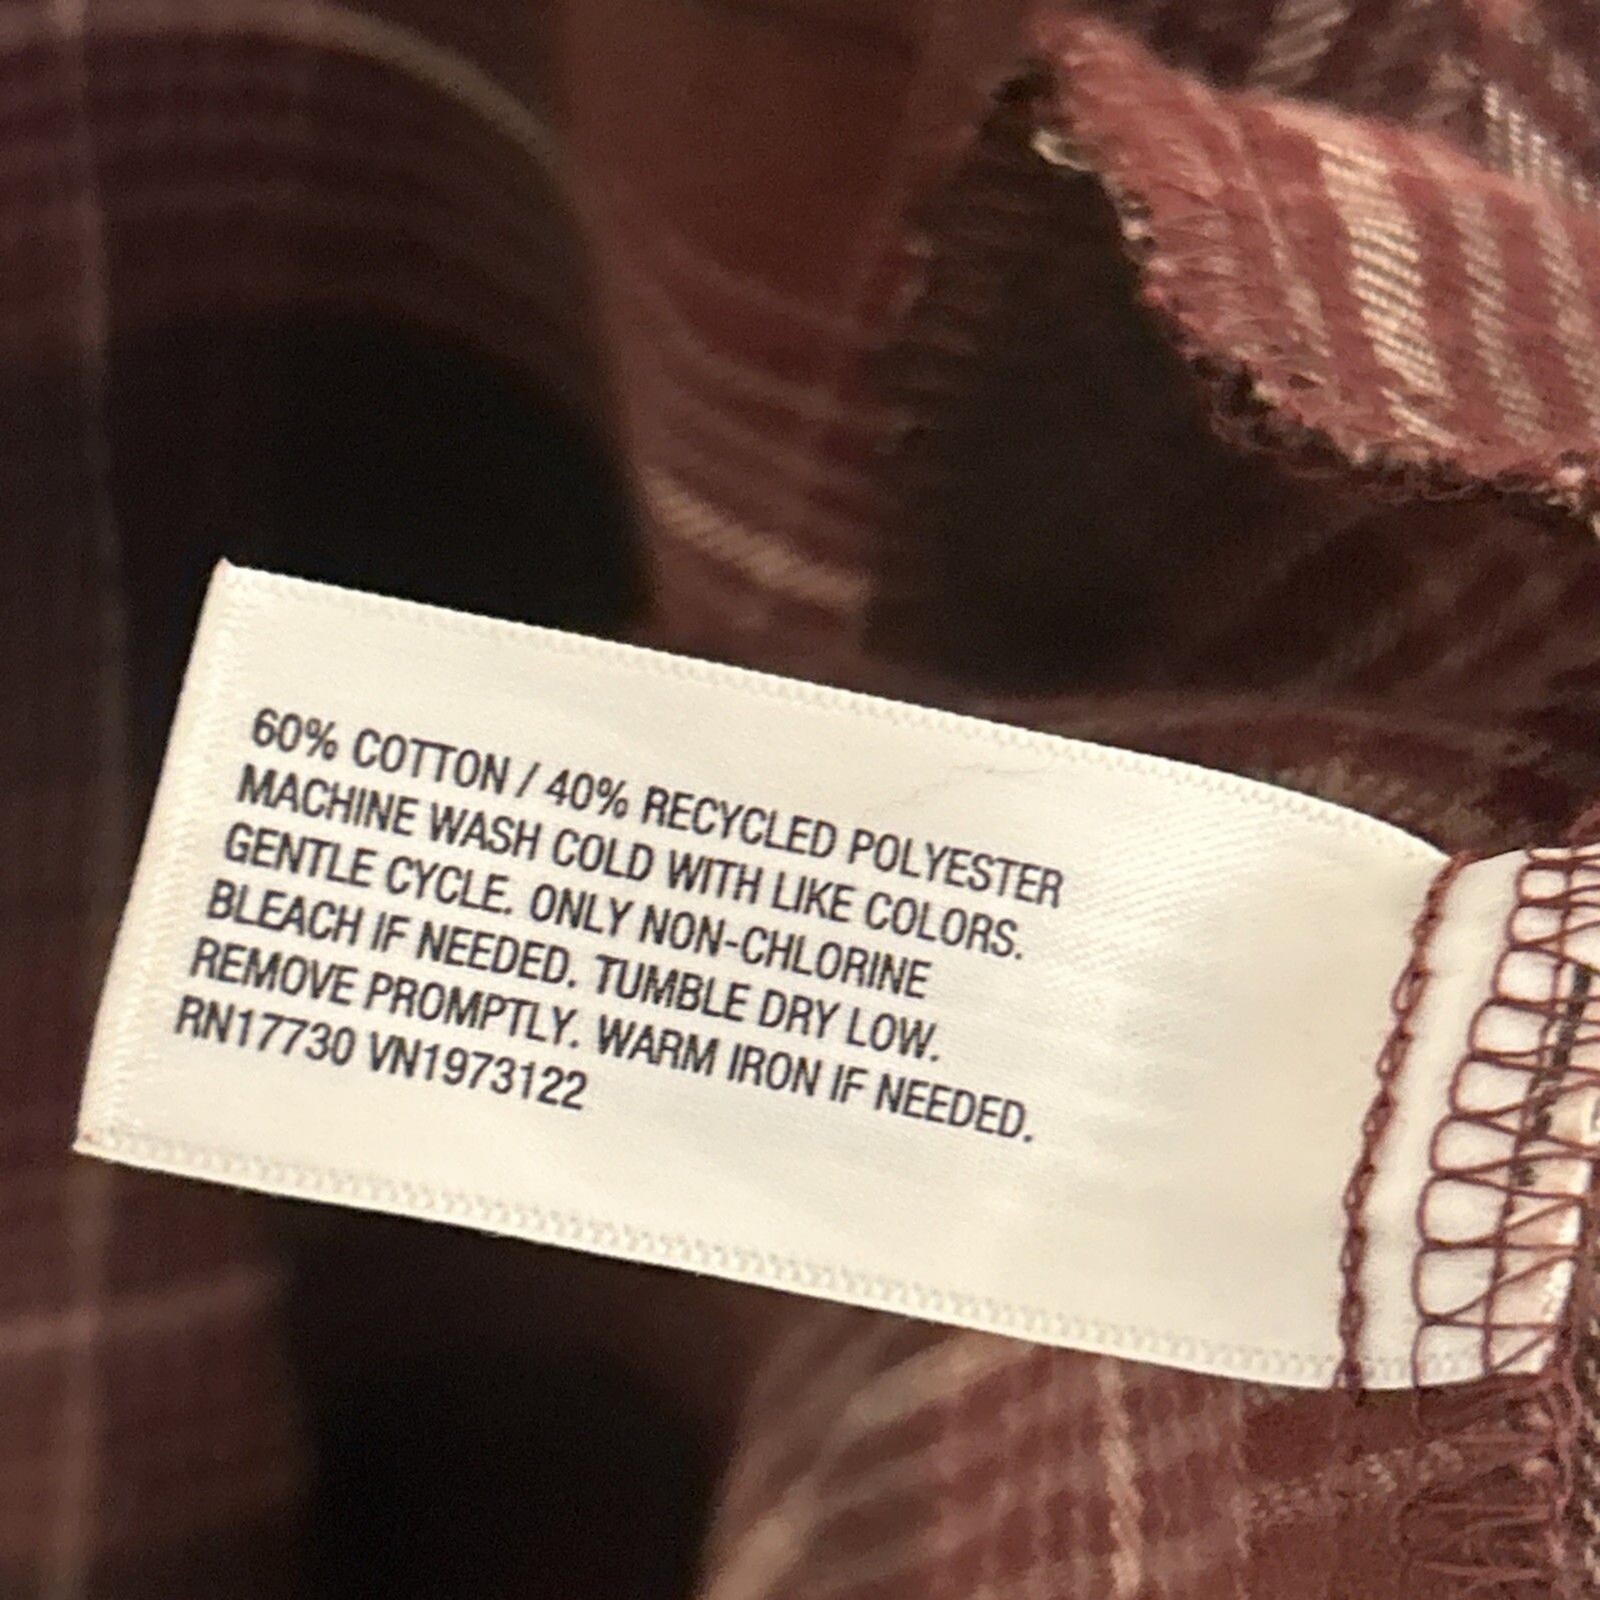 60% COTTON / 40% RECYCLED POLYESTER
MACHINE WASH COLD WITH LIKE COLORS.
GENTLE CYCLE. ONLY NON-CHLORINE
BLEACH IF NEEDED. TUMBLE DRY LOW.
REMOVE PROMPTLY. WARM IRON IF NEEDED.
RN17730 VN1973122